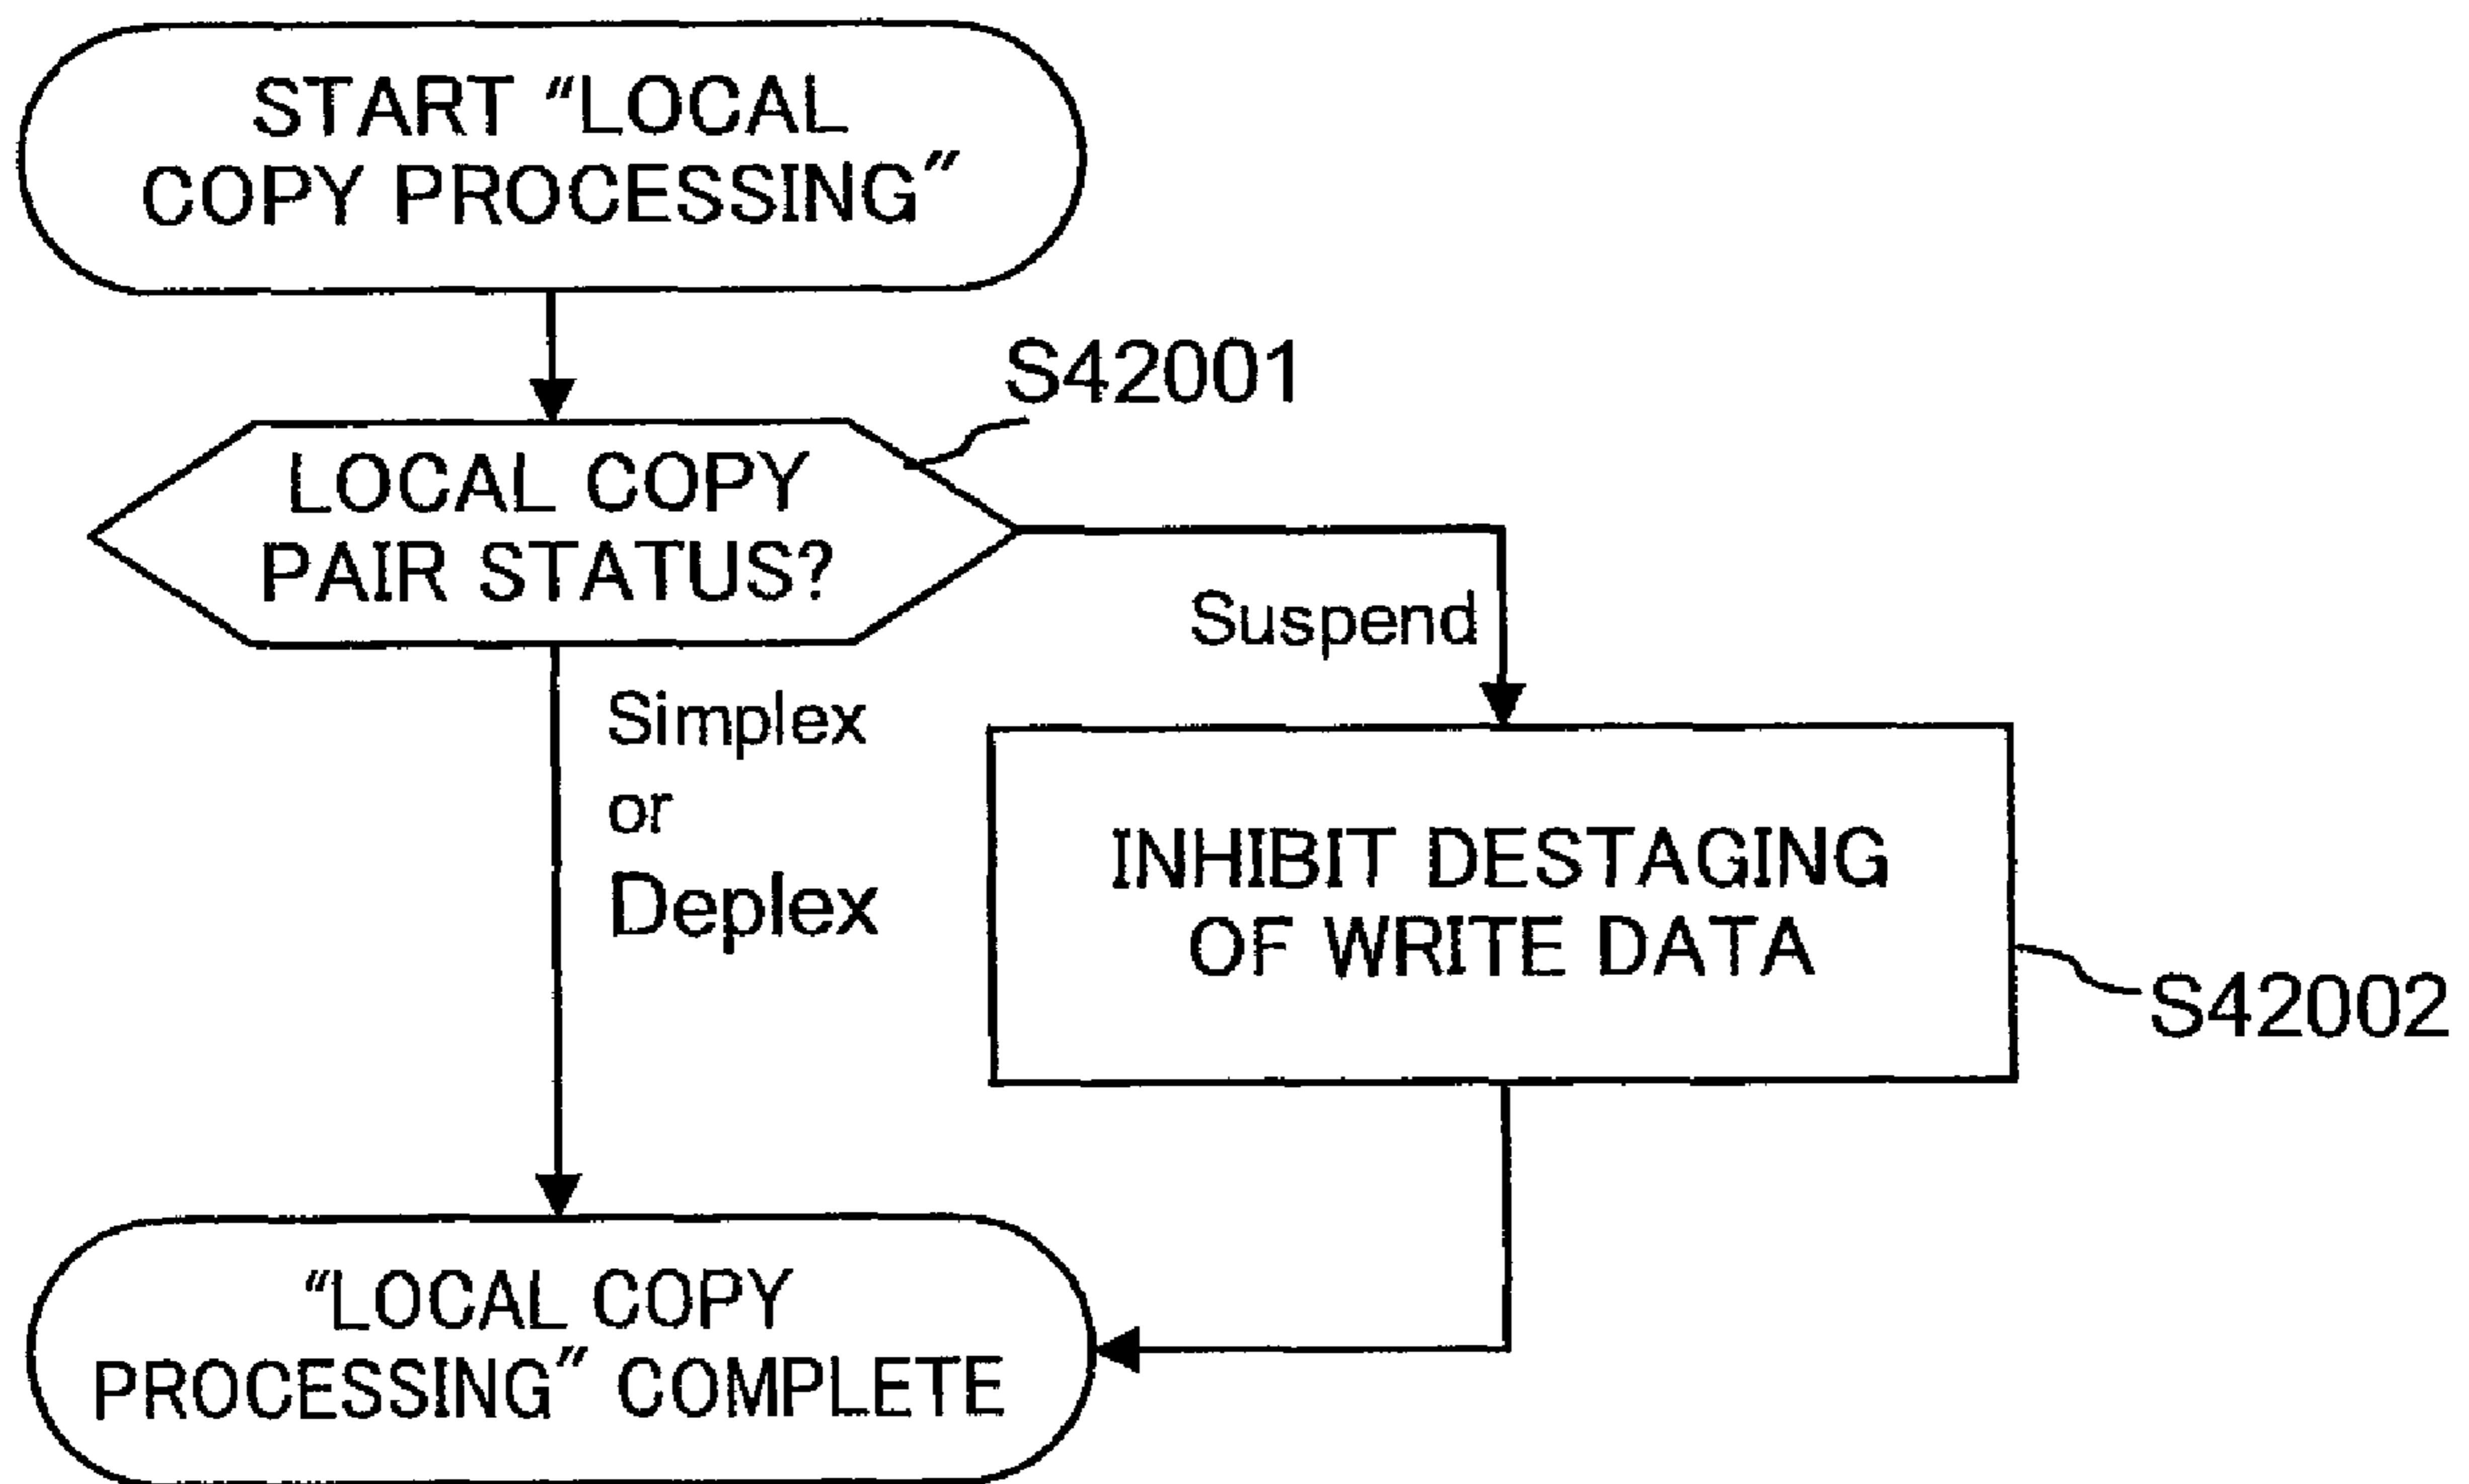 START "LOCAL
COPY PROCESSING"
S42001
LOCAL COPY
PAIR STATUS?
Suspend
Simplex
or
Deplex
INHIBIT DESTAGING
OF WRITE DATA
S42002
"LOCAL COPY
PROCESSING" COMPLETE